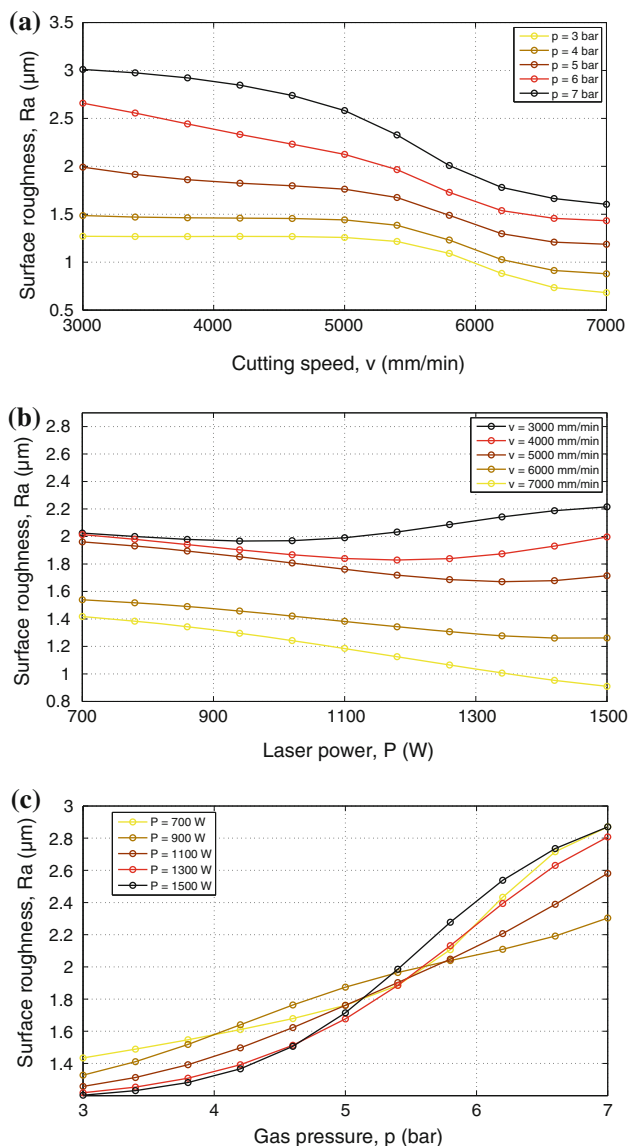 (a)
3.5
3
2.5
2
1.5
1
0.5
3000 4000 5000 6000 7000
Surface roughness, Ra (µm)
Cutting speed, v (mm/min)
p = 3 bar
p = 4 bar
p = 5 bar
p = 6 bar
p = 7 bar
(b)
2.8
2.6
2.4
2.2
2
1.8
1.6
1.4
1.2
1
0.8
700 900 1100 1300 1500
Surface roughness, Ra (µm)
Laser power, P (W)
v = 3000 mm/min
v = 4000 mm/min
v = 5000 mm/min
v = 6000 mm/min
v = 7000 mm/min
(c)
3
2.8
2.6
2.4
2.2
2
1.8
1.6
1.4
3 4 5 6 7
Surface roughness, Ra (µm)
Gas pressure, p (bar)
P = 700 W
P = 900 W
P = 1100 W
P = 1300 W
P = 1500 W